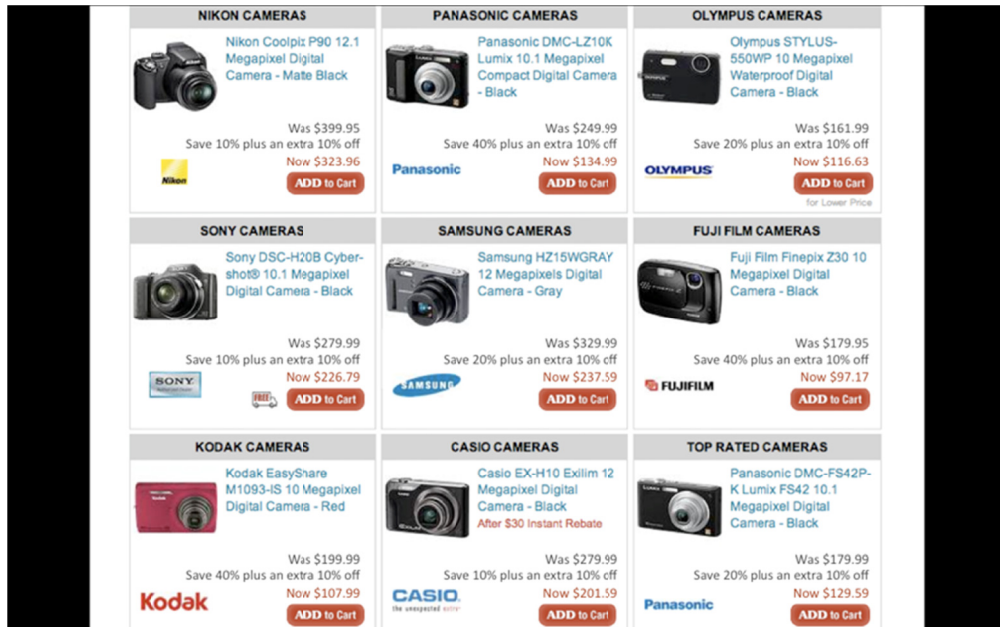 NIKON CAMERAS
Nikon Coolpix P90 12.1
Megapixel Digital
Camera - Matte Black
Was $399.95
Save 10% plus an extra 10% off
Nikon
Now $323.96
ADD to Cart
PANASONIC CAMERAS
Panasonic DMC-LZ10K
Lumix 10.1 Megapixel
Compact Digital Camera
- Black
Was $249.99
Save 40% plus an extra 10% off
Panasonic
Now $134.99
ADD to Cart
OLYMPUS CAMERAS
Olympus STYLUS-
550WP 10 Megapixel
Waterproof Digital
Camera - Black
Was $161.99
Save 20% plus an extra 10% off
OLYMPUS
Now $116.63
ADD to Cart
for Lower Price
SONY CAMERAS
Sony DSC-H20B Cyber-
shot® 10.1 Megapixel
Digital Camera - Black
Was $279.99
Save 10% plus an extra 10% off
SONY
Now $226.79
FREE
ADD to Cart
SAMSUNG CAMERAS
Samsung HZ15WGRAY
12 Megapixels Digital
Camera - Gray
Was $329.99
Save 20% plus an extra 10% off
SAMSUNG
Now $237.59
ADD to Cart
FUJI FILM CAMERAS
Fuji Film Finepix Z30 10
Megapixel Digital
Camera - Black
Was $179.95
Save 40% plus an extra 10% off
FUJIFILM
Now $97.17
ADD to Cart
KODAK CAMERAS
Kodak EasyShare
M1093-IS 10 Megapixel
Digital Camera - Red
Was $199.99
Save 40% plus an extra 10% off
Kodak
Now $107.99
ADD to Cart
CASIO CAMERAS
Casio EX-H10 Exilim 12
Megapixel Digital
Camera - Black
After $30 Instant Rebate
Was $279.99
Save 10% plus an extra 10% off
CASIO.
the unexpected extra
Now $201.59
ADD to Cart
TOP RATED CAMERAS
Panasonic DMC-FS42P-
K Lumix FS42 10.1
Megapixel Digital
Camera - Black
Was $179.99
Save 20% plus an extra 10% off
Panasonic
Now $129.59
ADD to Cart